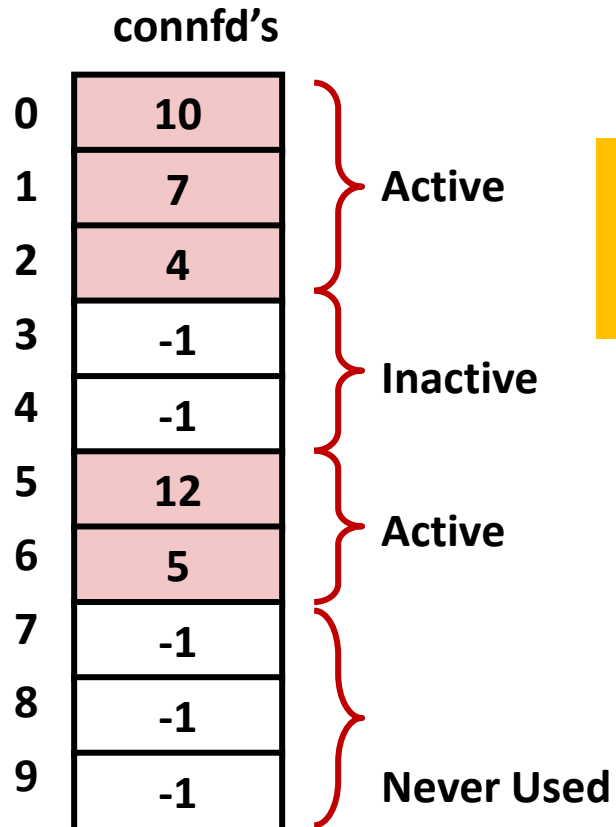 connfd’s
0 10
1 7 Active
2 4
3 -1
4 -1 Inactive
5 12
6 5 Active
7 -1
8 -1
9 -1 Never Used